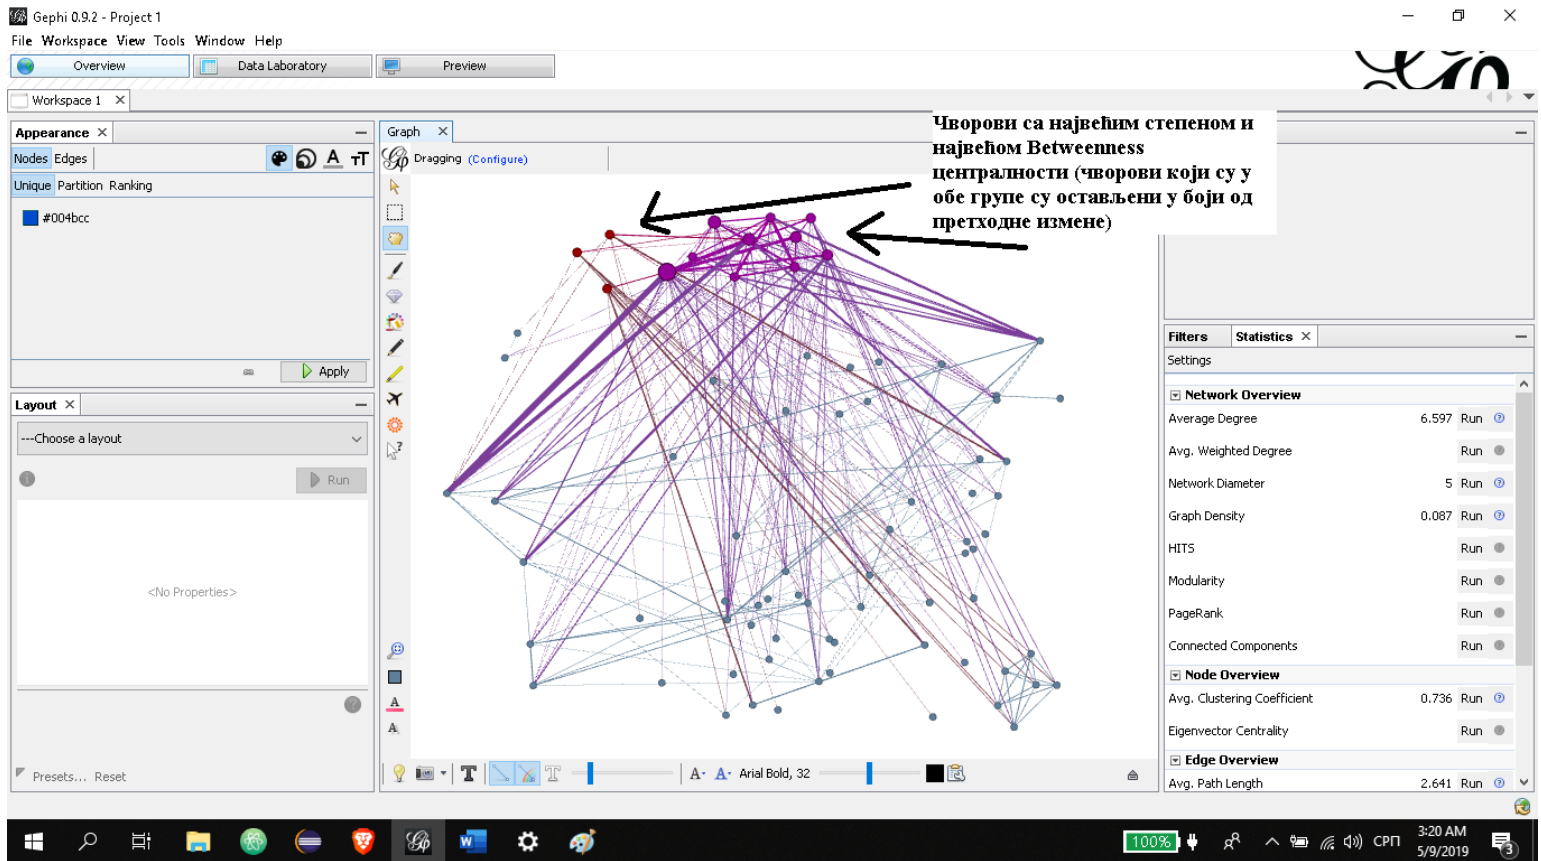 Gephi 0.9.2 - Project 1
File Workspace View Tools Window Help
Overview Data Laboratory Preview
Workspace 1
Appearance
Nodes Edges
Unique Partition Ranking
#004bcc
Apply
Layout
---Choose a layout
Run
<No Properties>
Presets... Reset
Graph
Dragging (Configure)
Чворови са највећим степеном и
највећом Betweenness
централности (чворови који су у
обе групе су остављени у боји од
претходне измене)
Arial Bold, 32
Filters Statistics
Settings
Network Overview
Average Degree 6.597 Run
Avg. Weighted Degree Run
Network Diameter 5 Run
Graph Density 0.087 Run
HITS Run
Modularity Run
PageRank Run
Connected Components Run
Node Overview
Avg. Clustering Coefficient 0.736 Run
Eigenvector Centrality Run
Edge Overview
Avg. Path Length 2.641 Run
100%
СРП
3:20 AM
5/9/2019
3